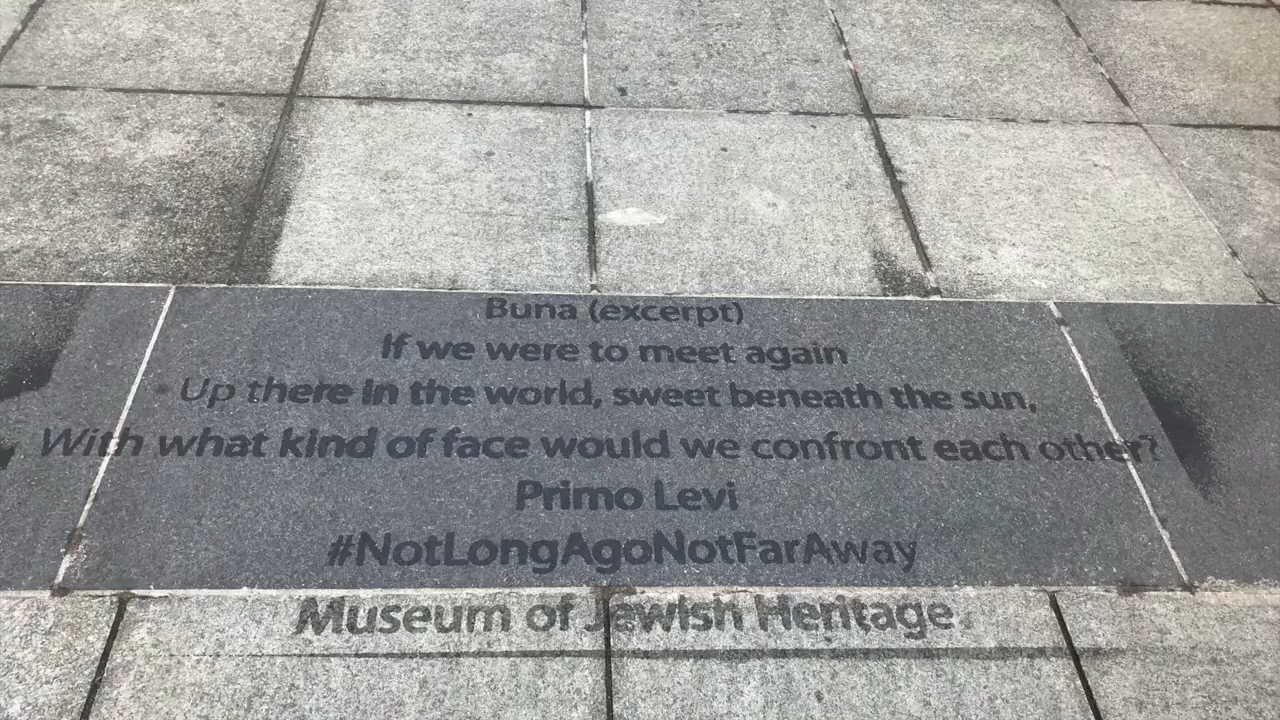 Buna (excerpt)
If we were to meet again
Up there in the world, sweet beneath the sun,
With what kind of face would we confront each other?
Primo Levi
#NotLongAgoNotFarAway
Museum of Jewish Heritage